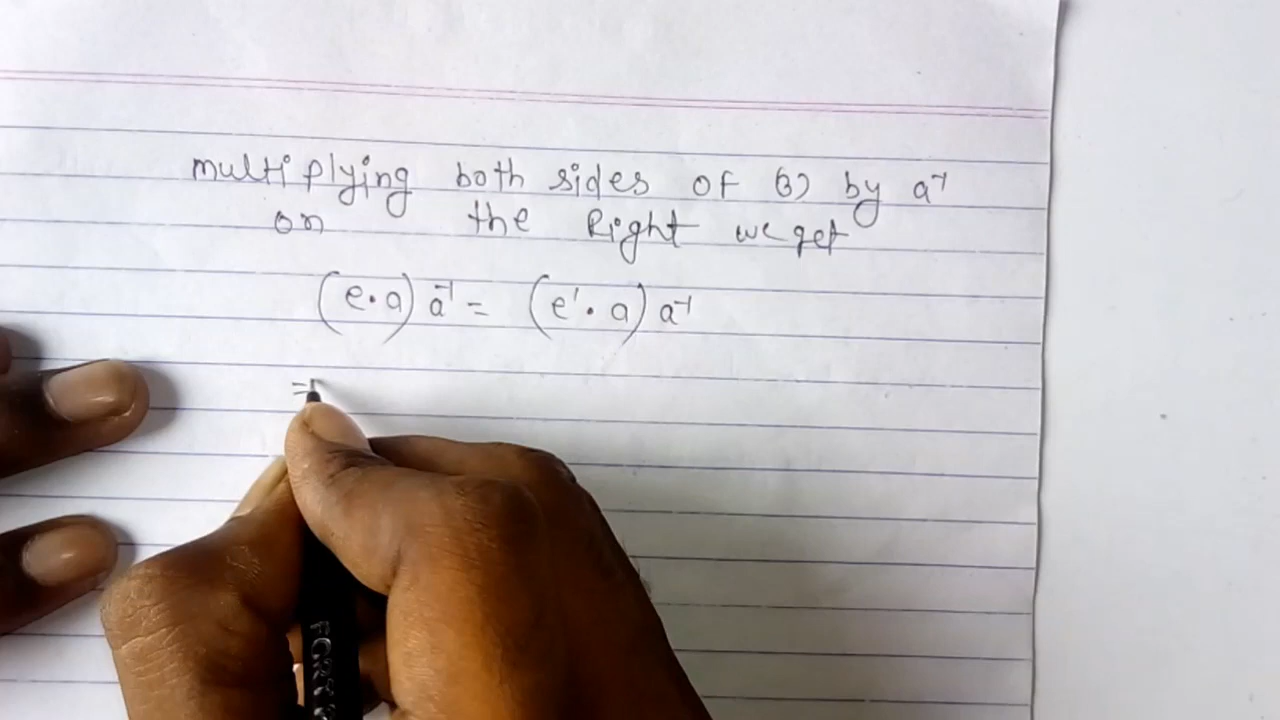 multiplying both sides of (3) by a⁻¹
on the Right we get
(e·a) a⁻¹ = (e'·a) a⁻¹